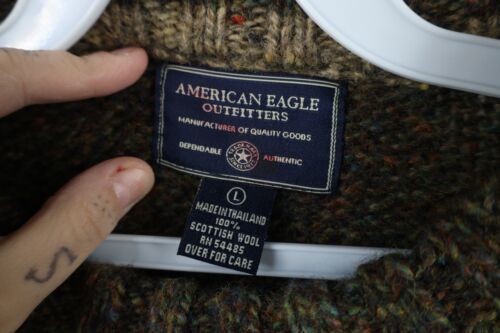 AMERICAN EAGLE
OUTFITTERS
MANUFACTURER OF QUALITY GOODS
DEPENDABLE AUTHENTIC
L
MADE IN THAILAND
100%
SCOTTISH WOOL
RN 54485
OVER FOR CARE
S